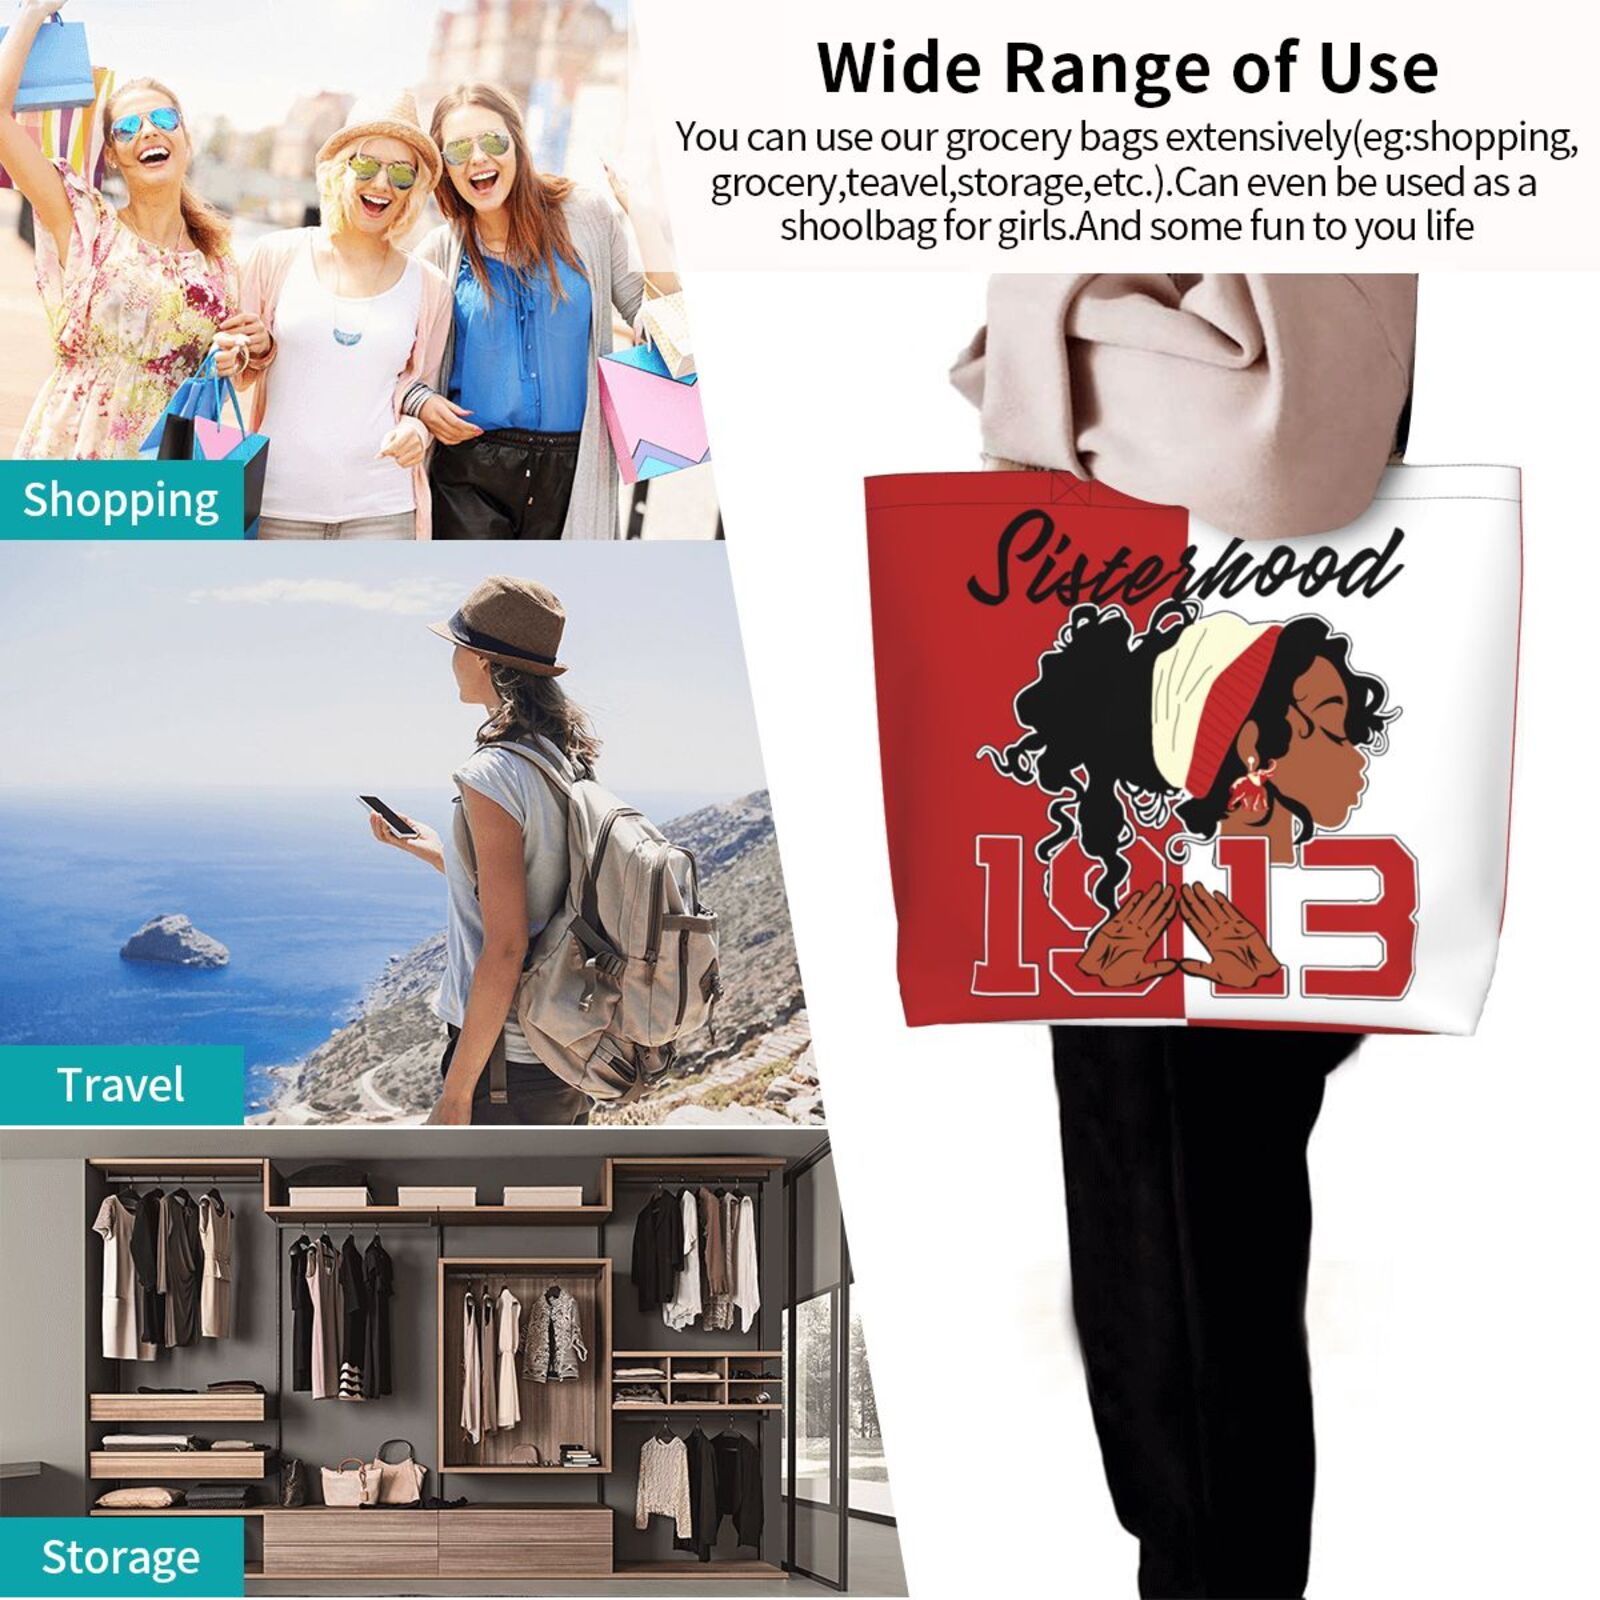 Wide Range of Use
You can use our grocery bags extensively(eg:shopping,
grocery,teavel,storage,etc.).Can even be used as a
shoolbag for girls.And some fun to you life
Shopping
Sisterhood
1913
Travel
Storage